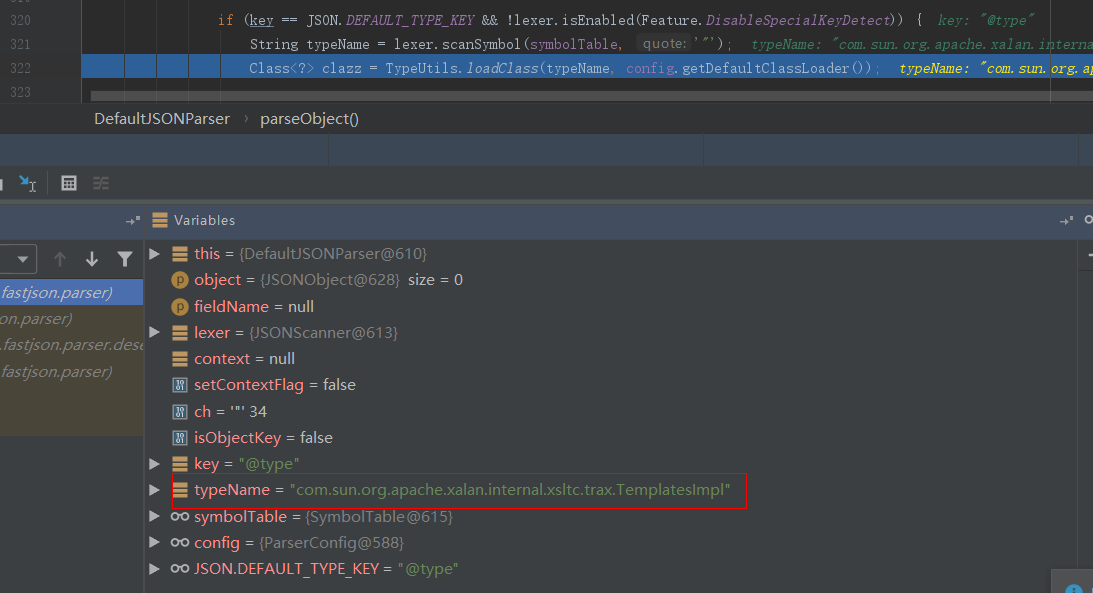 320 if (key == JSON.DEFAULT_TYPE_KEY && !lexer.isEnabled(Feature.DisableSpecialKeyDetect)) { key: "@type"
321 String typeName = lexer.scanSymbol(symbolTable, quote: '"'); typeName: "com.sun.org.apache.xalan.interna
322 Class<?> clazz = TypeUtils.loadClass(typeName, config.getDefaultClassLoader()); typeName: "com.sun.org.ap
323
DefaultJSONParser › parseObject()
Variables
this = {DefaultJSONParser@610}
fastjson.parser)
object = {JSONObject@628} size = 0
on.parser)
fieldName = null
.fastjson.parser.dese
lexer = {JSONScanner@613}
fastjson.parser)
context = null
setContextFlag = false
ch = '"' 34
isObjectKey = false
key = "@type"
typeName = "com.sun.org.apache.xalan.internal.xsltc.trax.TemplatesImpl"
symbolTable = {SymbolTable@615}
config = {ParserConfig@588}
JSON.DEFAULT_TYPE_KEY = "@type"